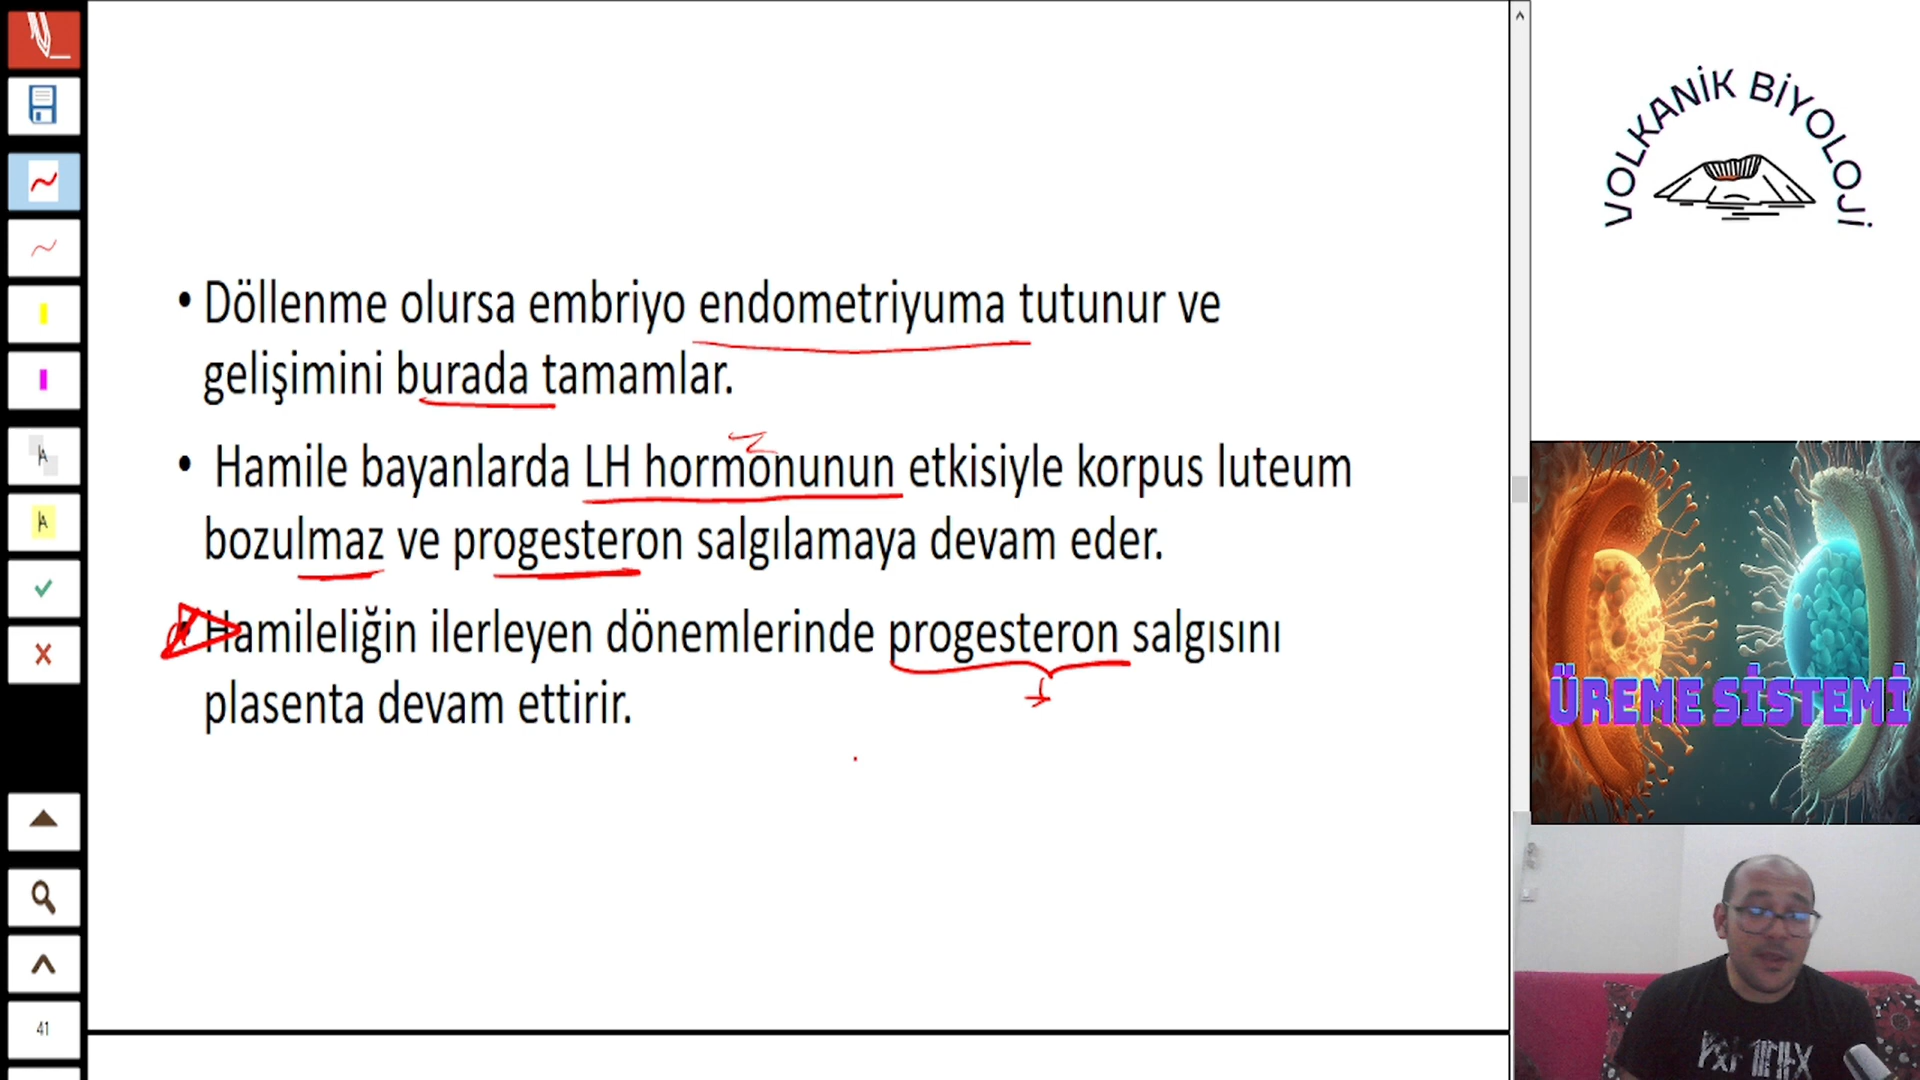 VOLKANİK BİYOLOJİ
• Döllenme olursa embriyo endometriyuma tutunur ve
gelişimini burada tamamlar.
• Hamile bayanlarda LH hormonunun etkisiyle korpus luteum
bozulmaz ve progesteron salgılamaya devam eder.
• Hamileliğin ilerleyen dönemlerinde progesteron salgısını
plasenta devam ettirir.
ÜREME SİSTEMİ
41